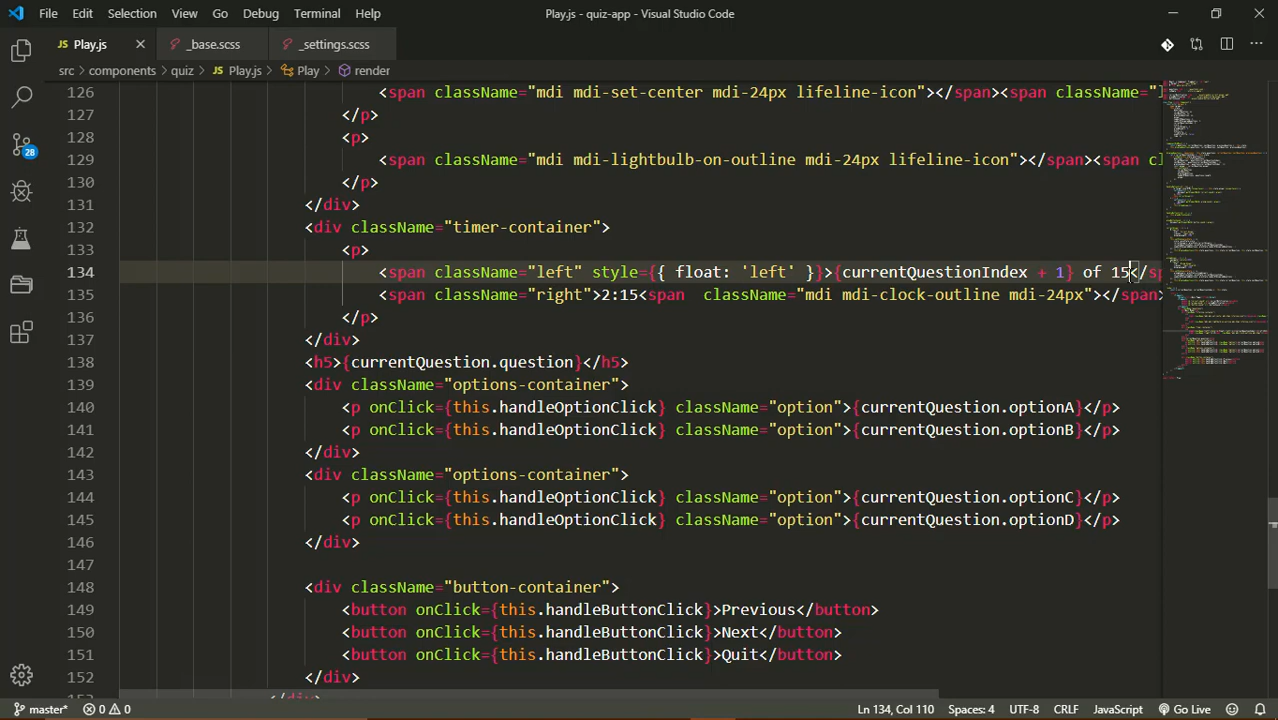 File Edit Selection View Go Debug Terminal Help
Play.js - quiz-app - Visual Studio Code
JS Play.js
_base.scss
_settings.scss
src > components > quiz > JS Play.js > Play > render
126 <span className="mdi mdi-set-center mdi-24px lifeline-icon"></span><span className="l
127 </p>
128 <p>
129 <span className="mdi mdi-lightbulb-on-outline mdi-24px lifeline-icon"></span><span cl
130 </p>
131 </div>
132 <div className="timer-container">
133 <p>
134 <span className="left" style={{ float: 'left' }}>{currentQuestionIndex + 1} of 15</sp
135 <span className="right">2:15<span  className="mdi mdi-clock-outline mdi-24px"></span>
136 </p>
137 </div>
138 <h5>{currentQuestion.question}</h5>
139 <div className="options-container">
140 <p onClick={this.handleOptionClick} className="option">{currentQuestion.optionA}</p>
141 <p onClick={this.handleOptionClick} className="option">{currentQuestion.optionB}</p>
142 </div>
143 <div className="options-container">
144 <p onClick={this.handleOptionClick} className="option">{currentQuestion.optionC}</p>
145 <p onClick={this.handleOptionClick} className="option">{currentQuestion.optionD}</p>
146 </div>
147
148 <div className="button-container">
149 <button onClick={this.handleButtonClick}>Previous</button>
150 <button onClick={this.handleButtonClick}>Next</button>
151 <button onClick={this.handleButtonClick}>Quit</button>
152 </div>
153 </div>
28
master* 0 0
Ln 134, Col 110 Spaces: 4 UTF-8 CRLF JavaScript Go Live